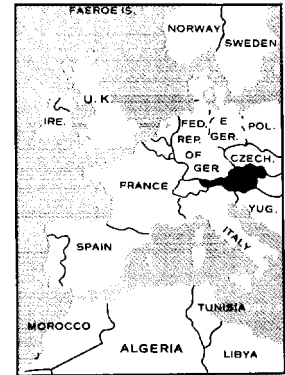 FAEROE IS.
NORWAY
SWEDEN
U. K.
IRE.
FED.
REP.
OF
GER
E
GER.
POL.
CZECH.
FRANCE
YUG.
ITALY
SPAIN
TUNISIA
MOROCCO
ALGERIA
LIBYA